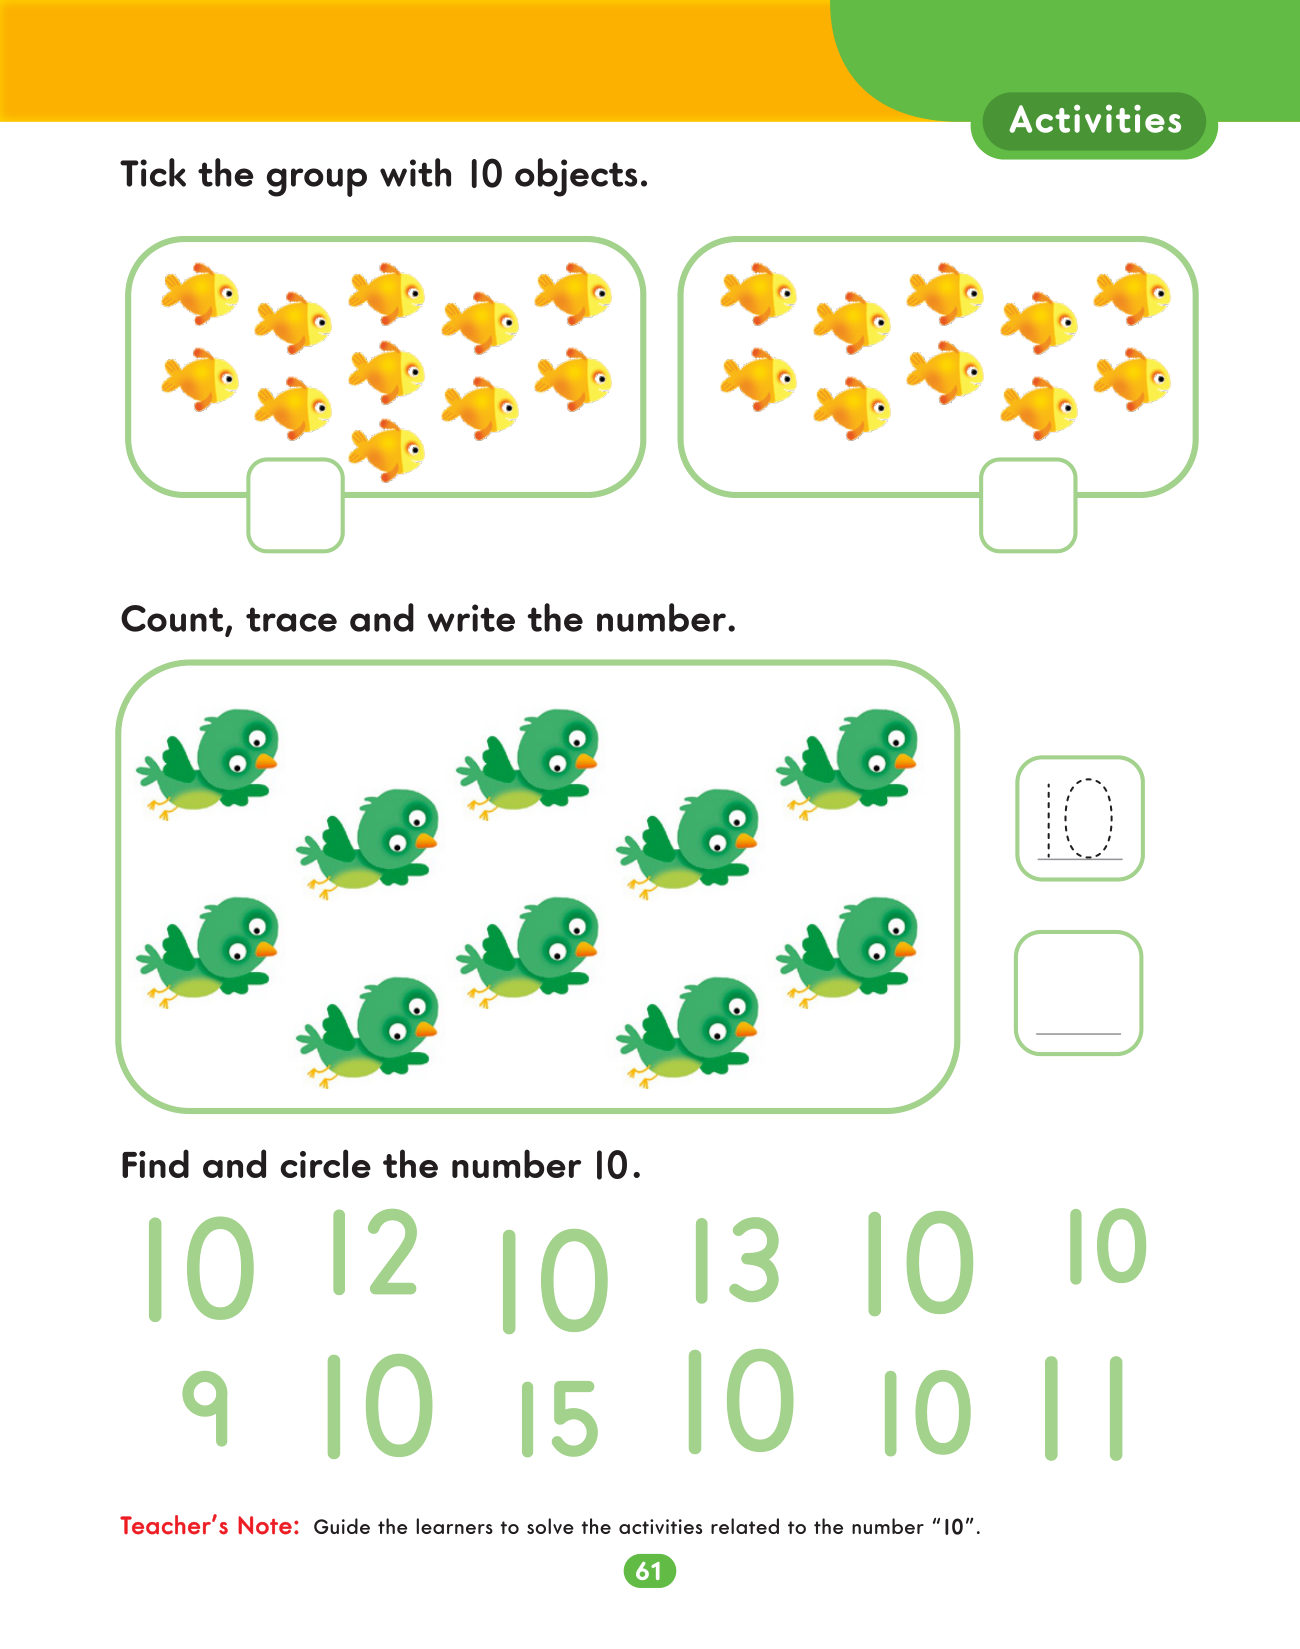 Activities
Tick the group with 10 objects.
Count, trace and write the number.
10
Find and circle the number 10.
10 12 10 13 10 10
9 10 15 10 10 11
Teacher's Note: Guide the learners to solve the activities related to the number “10”.
61